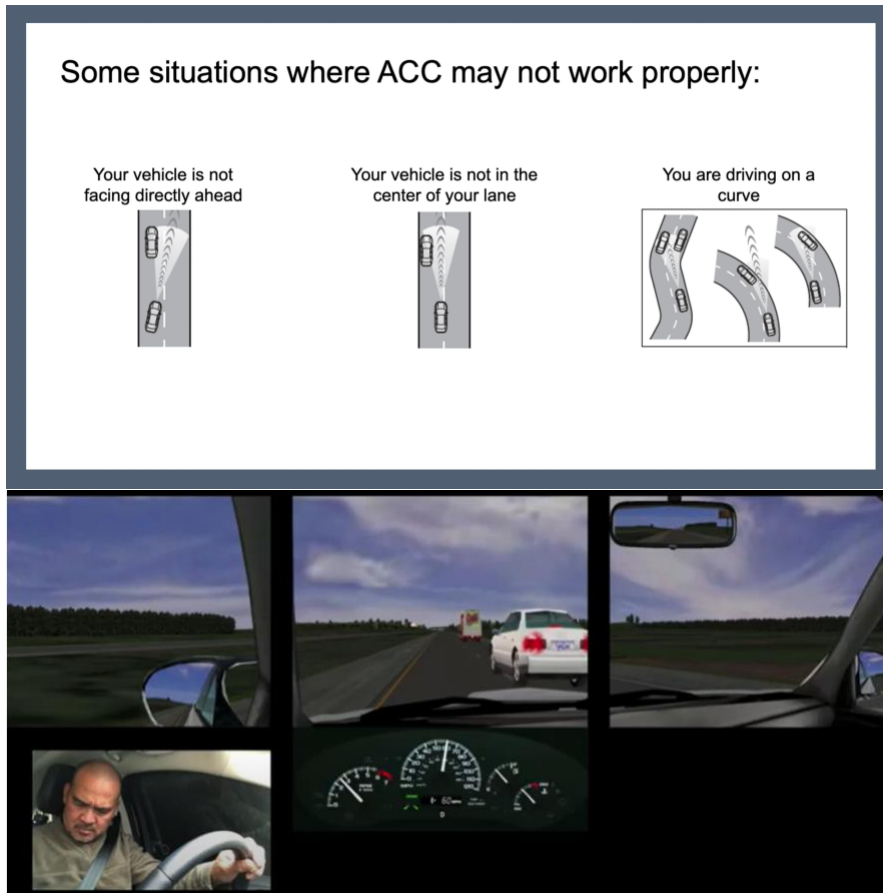 Some situations where ACC may not work properly:
Your vehicle is not
facing directly ahead
Your vehicle is not in the
center of your lane
You are driving on a
curve
60